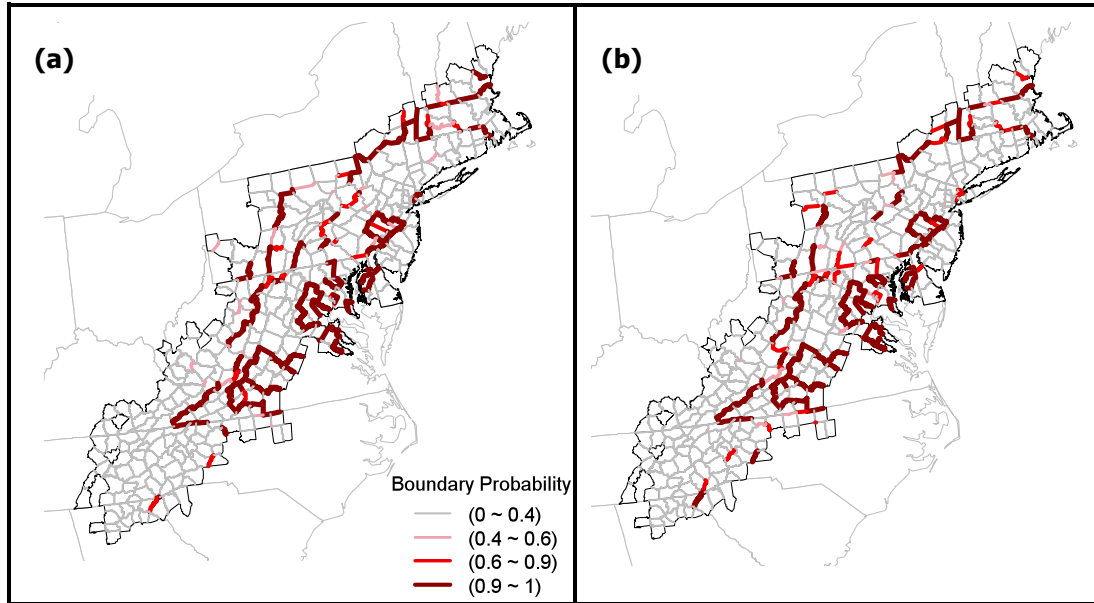 (a)
(b)
Boundary Probability
(0 ~ 0.4)
(0.4 ~ 0.6)
(0.6 ~ 0.9)
(0.9 ~ 1)